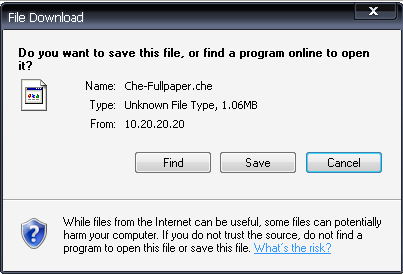 File Download
Do you want to save this file, or find a program online to open
it?
Name: Che-Fullpaper.che
Type: Unknown File Type, 1.06MB
From: 10.20.20.20
Find Save Cancel
While files from the Internet can be useful, some files can potentially
harm your computer. If you do not trust the source, do not find a
program to open this file or save this file. What's the risk?